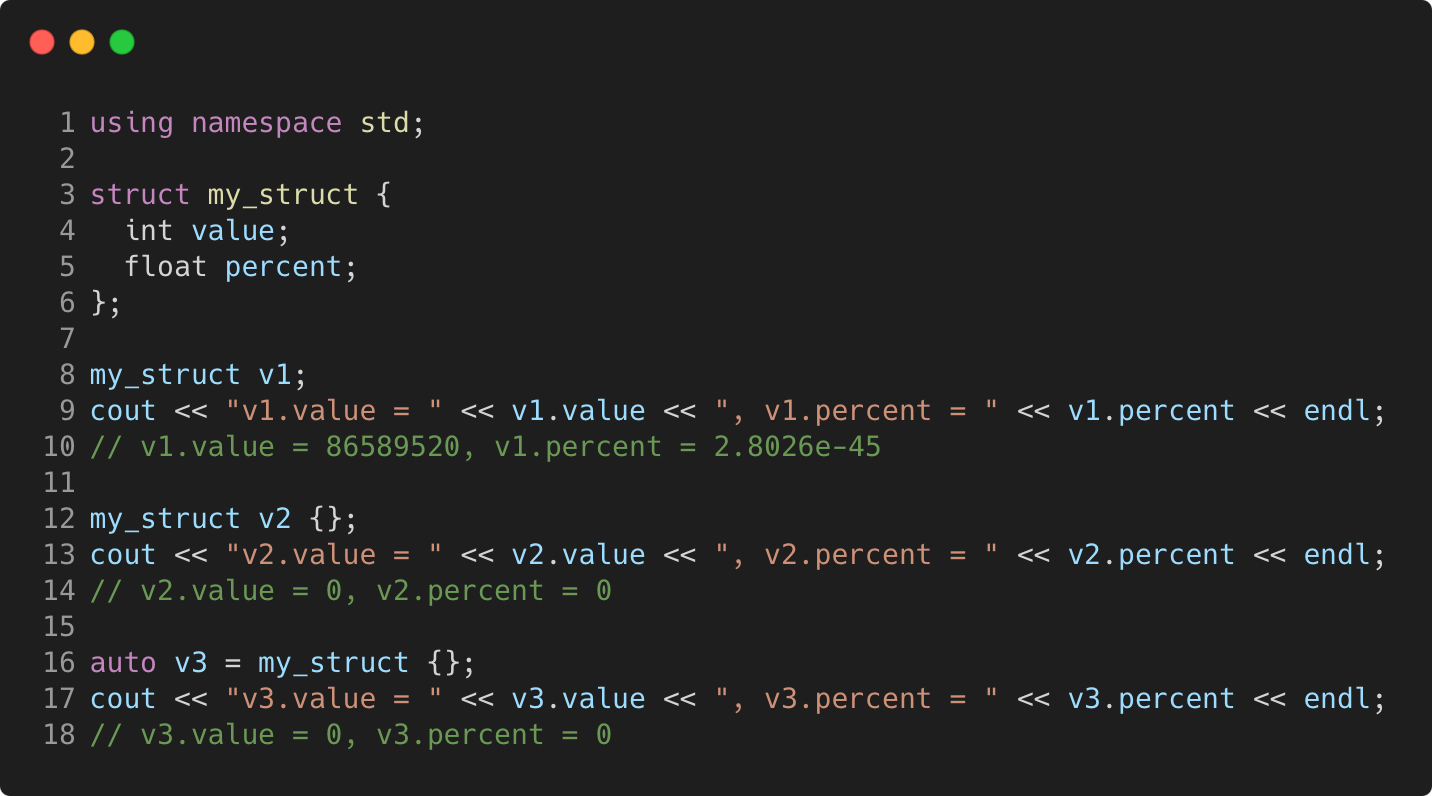 1 using namespace std;
2
3 struct my_struct {
4   int value;
5   float percent;
6 };
7
8 my_struct v1;
9 cout << "v1.value = " << v1.value << ", v1.percent = " << v1.percent << endl;
10 // v1.value = 86589520, v1.percent = 2.8026e-45
11
12 my_struct v2 {};
13 cout << "v2.value = " << v2.value << ", v2.percent = " << v2.percent << endl;
14 // v2.value = 0, v2.percent = 0
15
16 auto v3 = my_struct {};
17 cout << "v3.value = " << v3.value << ", v3.percent = " << v3.percent << endl;
18 // v3.value = 0, v3.percent = 0